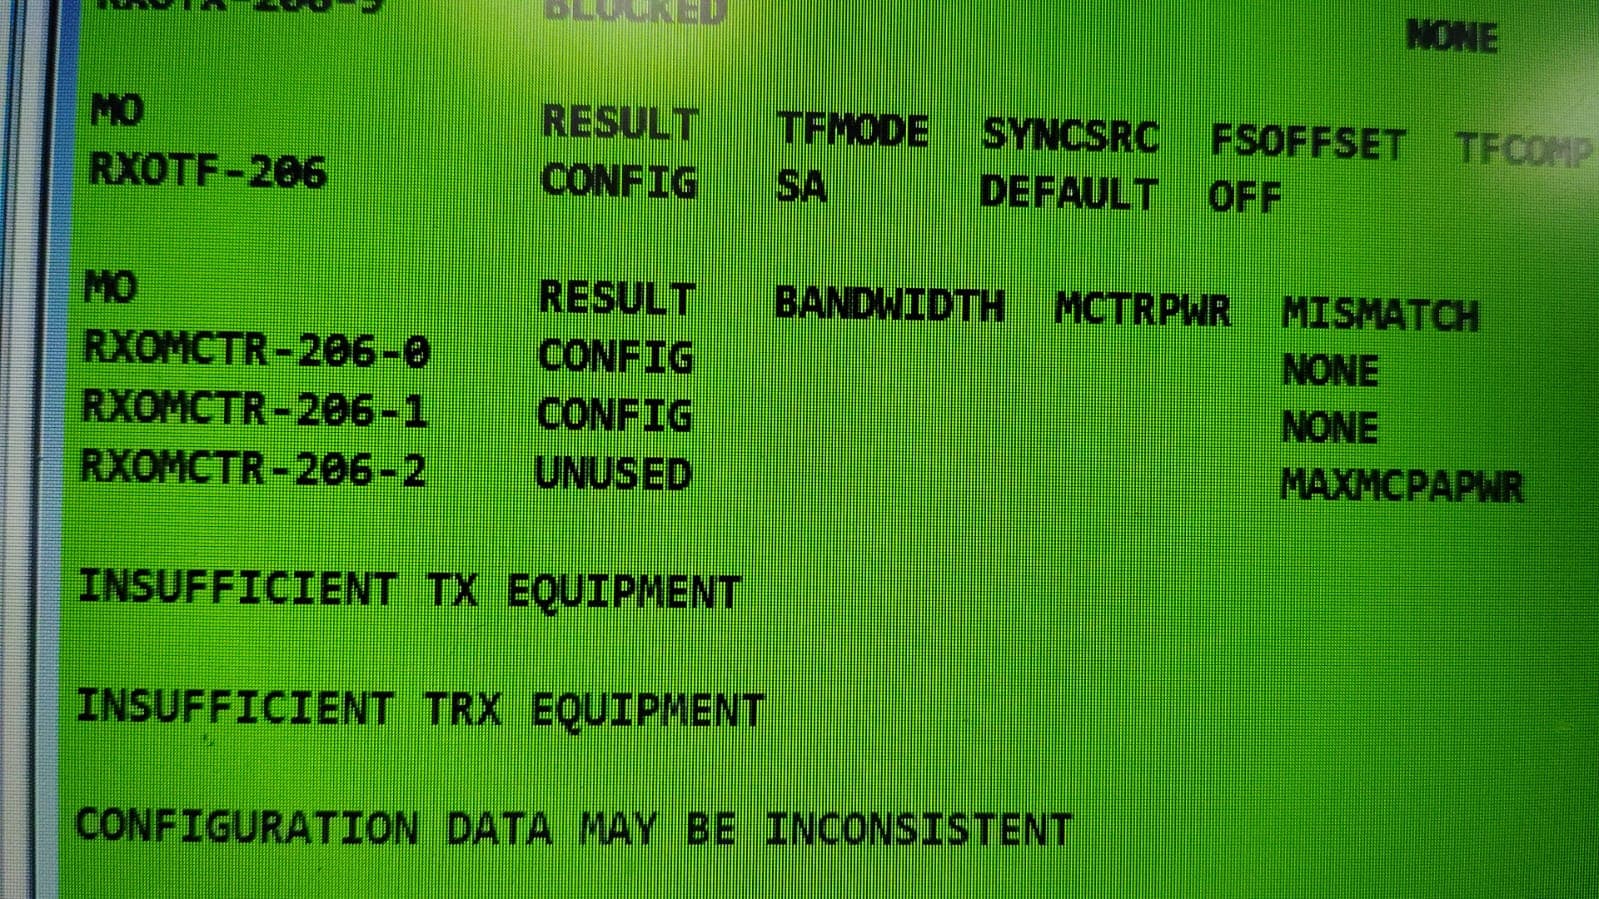 BLOCKED NONE
MO RESULT TFMODE SYNCSRC FSOFFSET TFCOMP
RXOTF-206 CONFIG SA DEFAULT OFF
MO RESULT BANDWIDTH MCTRPWR MISMATCH
RXOMCTR-206-0 CONFIG NONE
RXOMCTR-206-1 CONFIG NONE
RXOMCTR-206-2 UNUSED MAXMCPAPWR
INSUFFICIENT TX EQUIPMENT
INSUFFICIENT TRX EQUIPMENT
CONFIGURATION DATA MAY BE INCONSISTENT